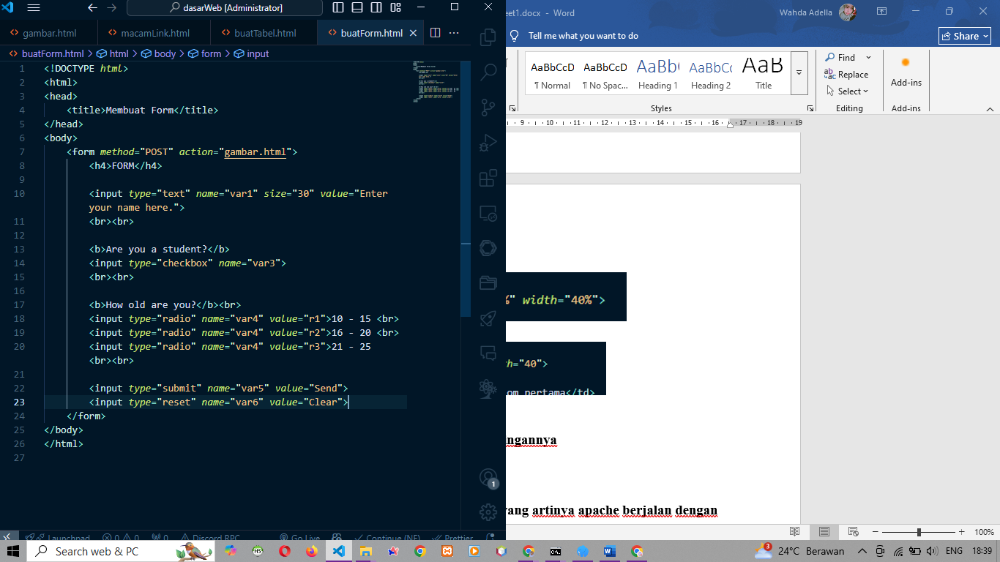 dasarWeb [Administrator]
gambar.html
macamLink.html
buatTabel.html
buatForm.html
buatForm.html > html > body > form > input
1 <!DOCTYPE html>
2 <html>
3 <head>
4 <title>Membuat Form</title>
5 </head>
6 <body>
7 <form method="POST" action="gambar.html">
8 <h4>FORM</h4>
9
10 <input type="text" name="var1" size="30" value="Enter
your name here.">
11 <br><br>
12
13 <b>Are you a student?</b>
14 <input type="checkbox" name="var3">
15 <br><br>
16
17 <b>How old are you?</b><br>
18 <input type="radio" name="var4" value="r1">10 - 15 <br>
19 <input type="radio" name="var4" value="r2">16 - 20 <br>
20 <input type="radio" name="var4" value="r3">21 - 25
<br><br>
21
22 <input type="submit" name="var5" value="Send">
23 <input type="reset" name="var6" value="Clear">
24 </form>
25 </body>
26 </html>
27
1
Launchpad 0 0 0 Discord RPC Go Live Continue (NE) Prettier
eet1.docx - Word
Wahda Adella
Tell me what you want to do
Share
AaBbCcD AaBbCcD AaBb( AaBbCc AaB
¶ Normal ¶ No Spac... Heading 1 Heading 2 Title
Styles
Find
Replace
Select
Editing
Add-ins
Add-ins
9 10 11 12 13 14 15 16 17 18 19
%" width="40%">
th="40">
om pertama</td>
ngannya
yang artinya apache berjalan dengan
100%
Search web & PC
3
24°C Berawan
ENG
18:39